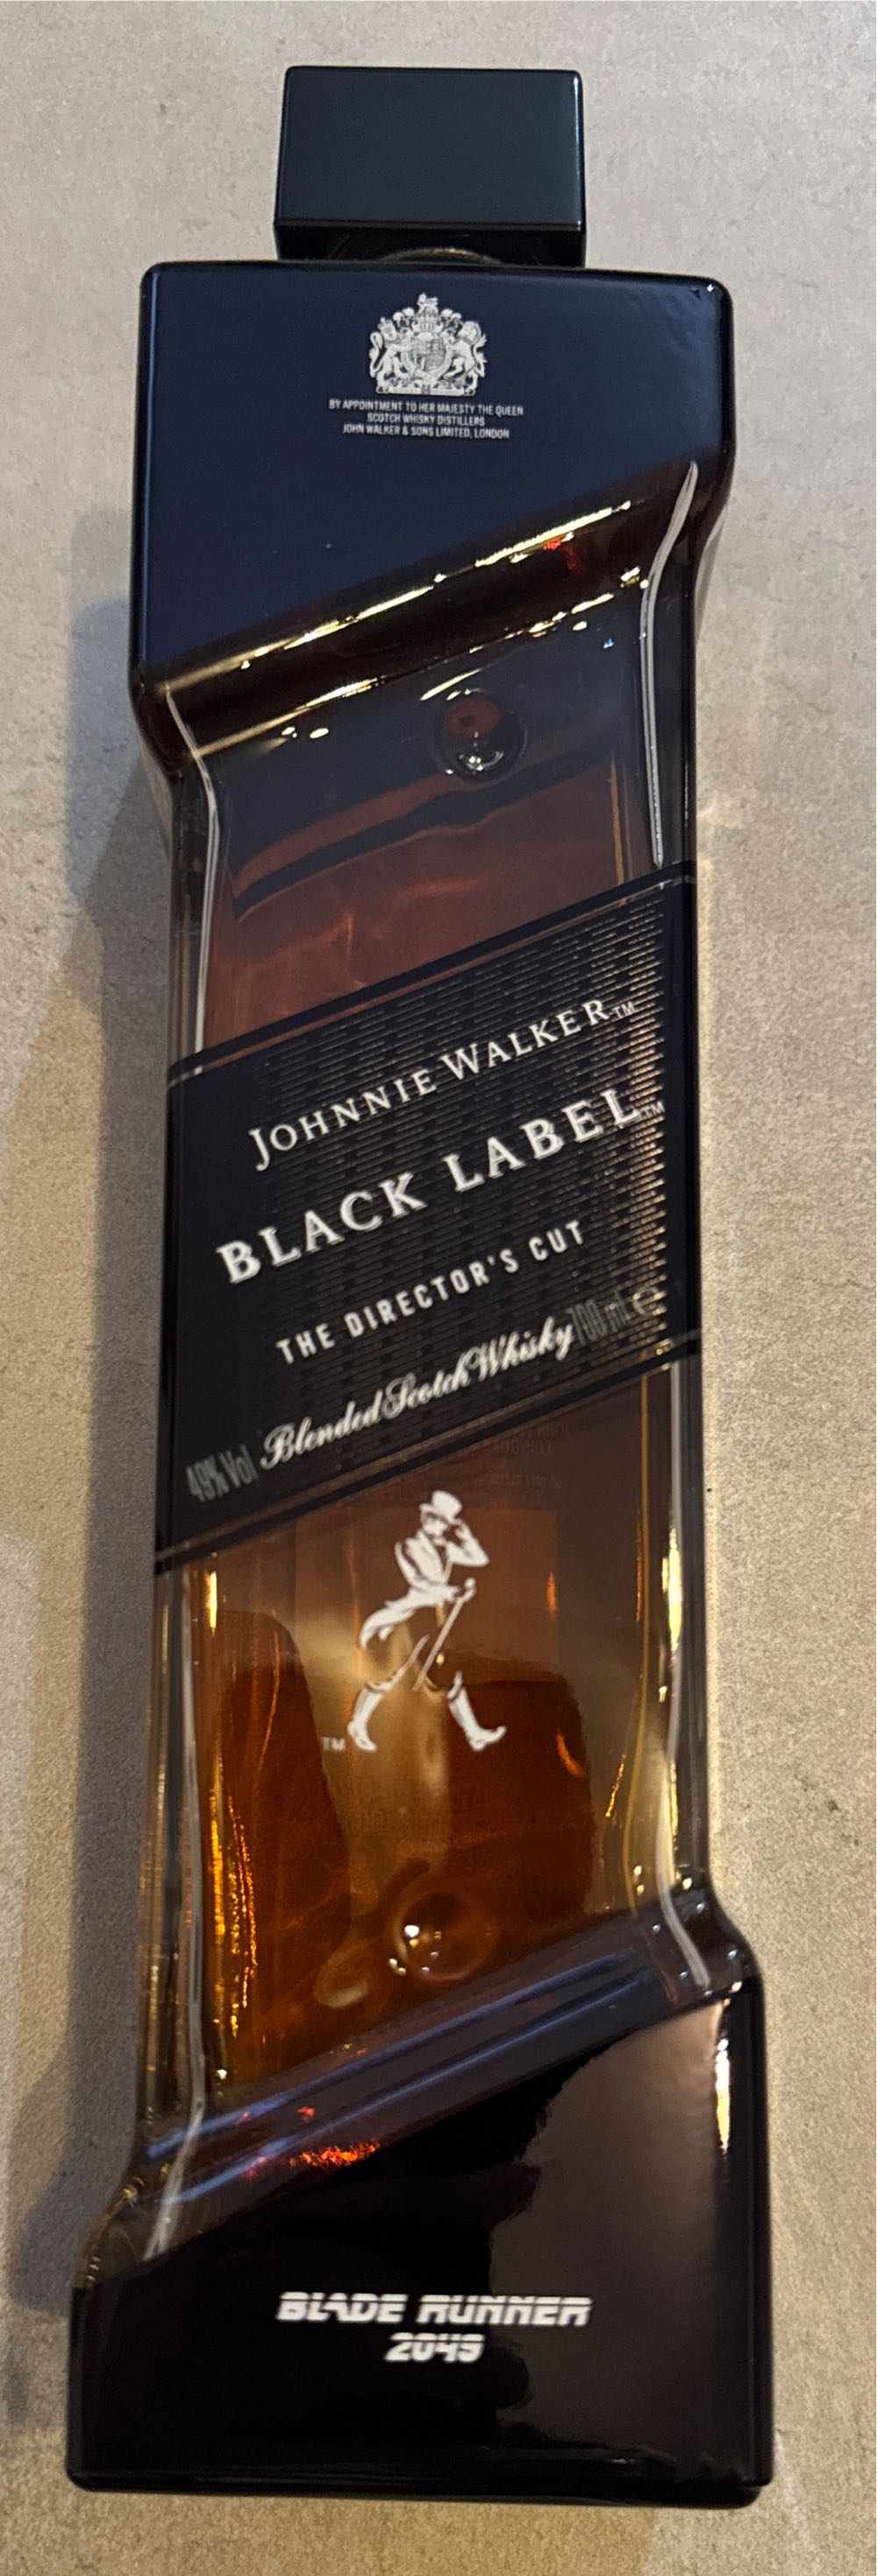 BY APPOINTMENT TO HER MAJESTY THE QUEEN
SCOTCH WHISKY DISTILLERS
JOHN WALKER & SONS LIMITED, LONDON
JOHNNIE WALKER™
BLACK LABEL™
THE DIRECTOR'S CUT
49% Vol Blended Scotch Whisky 700 mL e
TM
BLADE RUNNER
2049